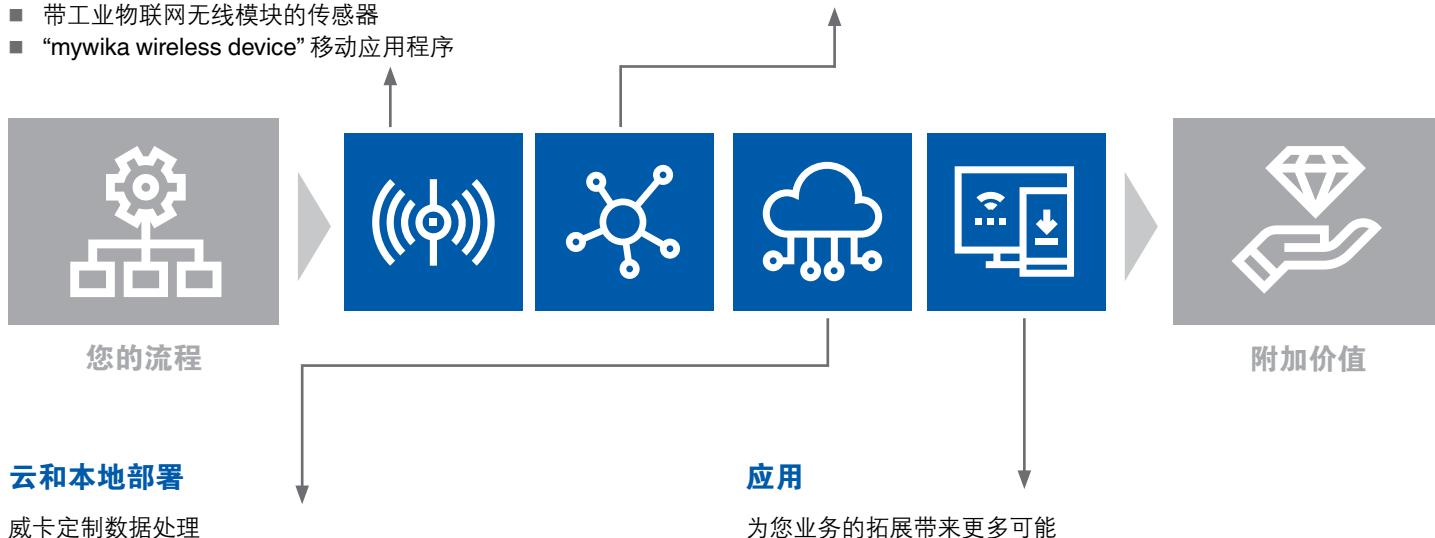 带工业物联网无线模块的传感器
“mywika wireless device” 移动应用程序
您的流程
附加价值
云和本地部署
威卡定制数据处理
应用
为您业务的拓展带来更多可能